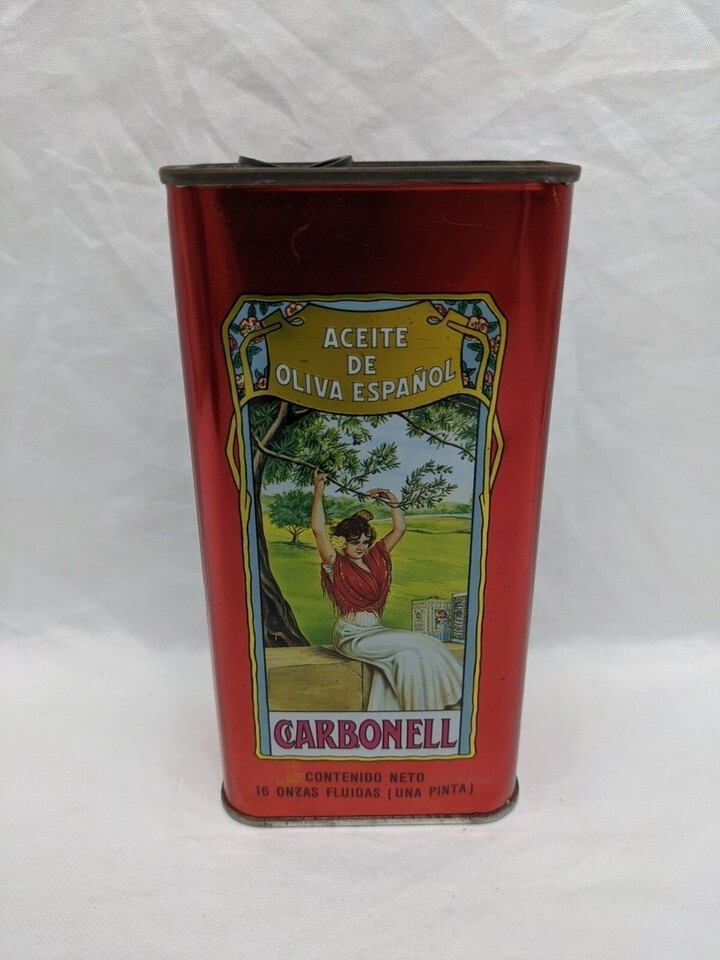 ACEITE
DE
OLIVA ESPAÑOL
CARBONELL
CONTENIDO NETO
16 ONZAS FLUIDAS (UNA PINTA)